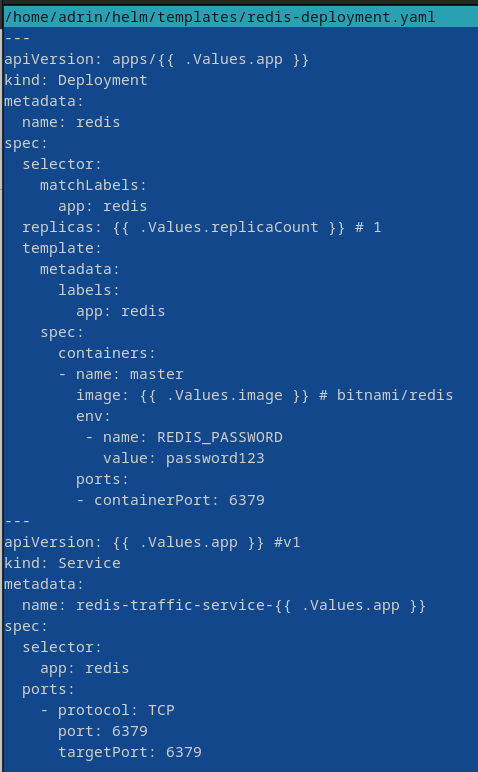 /home/adrin/helm/templates/redis-deployment.yaml
---
apiVersion: apps/{{ .Values.app }}
kind: Deployment
metadata:
  name: redis
spec:
  selector:
    matchLabels:
      app: redis
  replicas: {{ .Values.replicaCount }} # 1
  template:
    metadata:
      labels:
        app: redis
    spec:
      containers:
      - name: master
        image: {{ .Values.image }} # bitnami/redis
        env:
         - name: REDIS_PASSWORD
           value: password123
        ports:
        - containerPort: 6379
---
apiVersion: {{ .Values.app }} #v1
kind: Service
metadata:
  name: redis-traffic-service-{{ .Values.app }}
spec:
  selector:
    app: redis
  ports:
    - protocol: TCP
      port: 6379
      targetPort: 6379